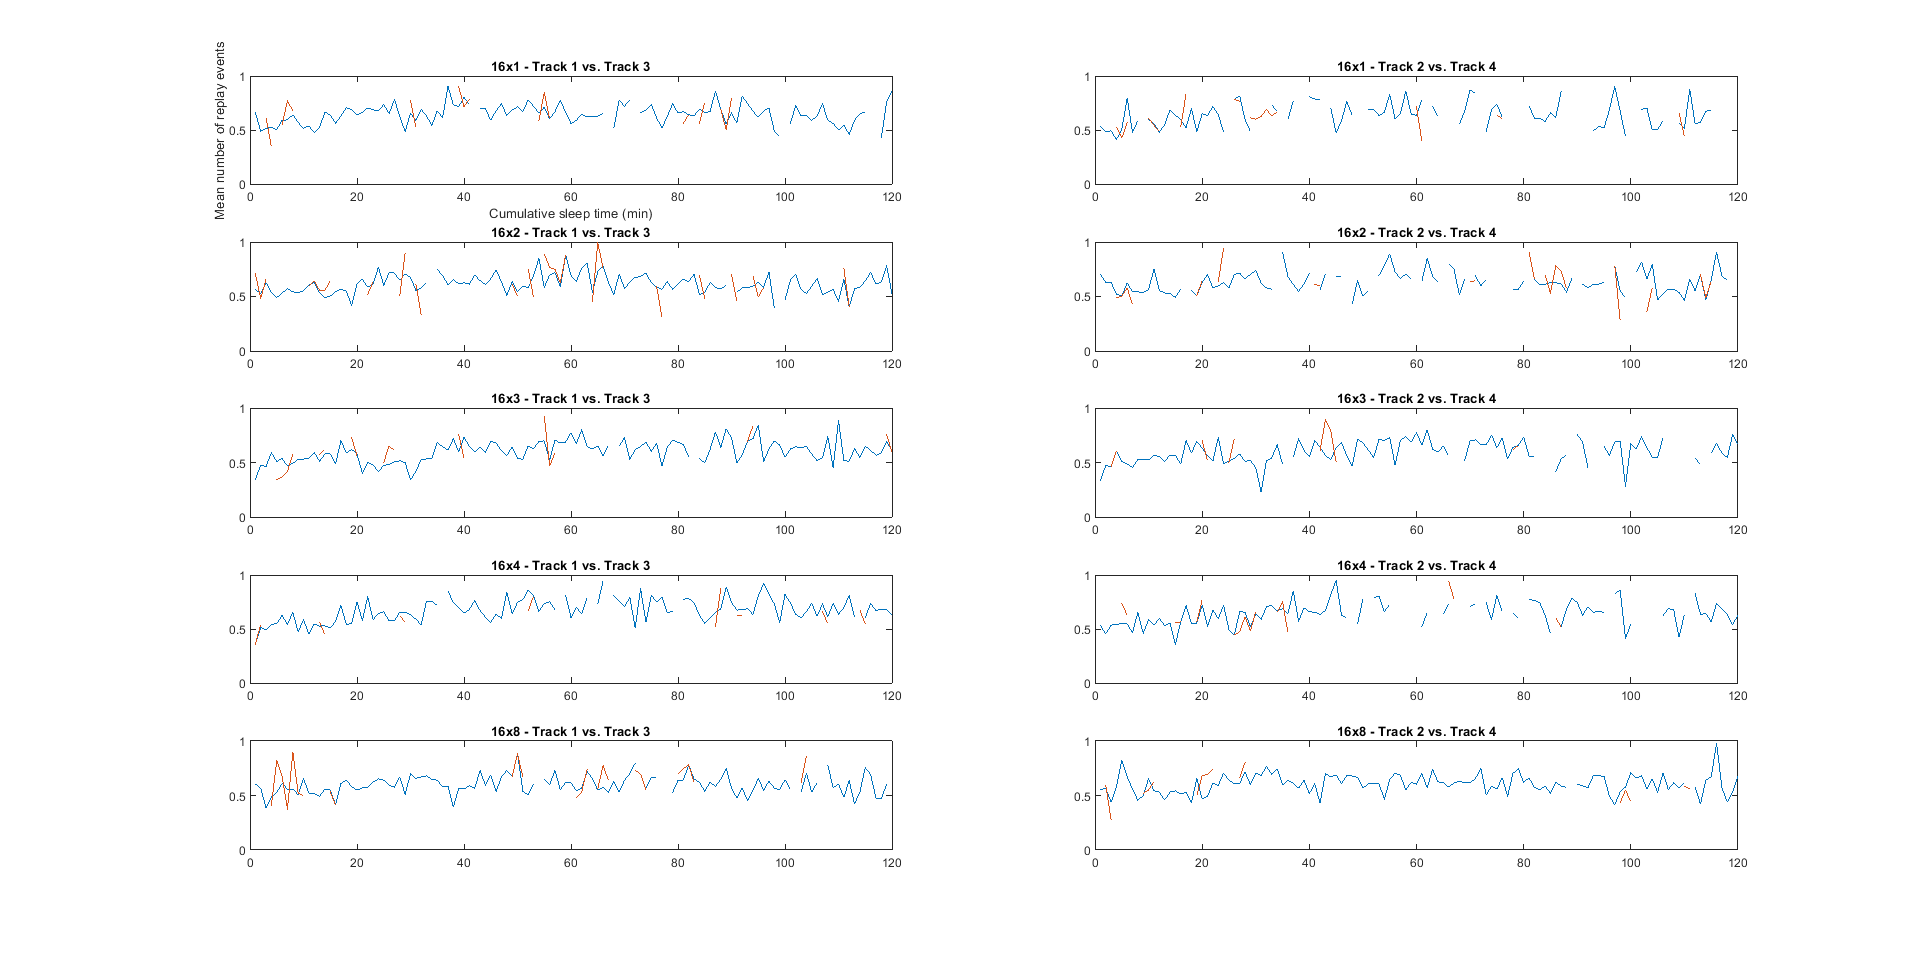 Mean number of replay events
16x1 - Track 1 vs. Track 3
1
0.5
0
0 20 40 60 80 100 120
Cumulative sleep time (min)
16x1 - Track 2 vs. Track 4
1
0.5
0
0 20 40 60 80 100 120
16x2 - Track 1 vs. Track 3
1
0.5
0
0 20 40 60 80 100 120
16x2 - Track 2 vs. Track 4
1
0.5
0
0 20 40 60 80 100 120
16x3 - Track 1 vs. Track 3
1
0.5
0
0 20 40 60 80 100 120
16x3 - Track 2 vs. Track 4
1
0.5
0
0 20 40 60 80 100 120
16x4 - Track 1 vs. Track 3
1
0.5
0
0 20 40 60 80 100 120
16x4 - Track 2 vs. Track 4
1
0.5
0
0 20 40 60 80 100 120
16x8 - Track 1 vs. Track 3
1
0.5
0
0 20 40 60 80 100 120
16x8 - Track 2 vs. Track 4
1
0.5
0
0 20 40 60 80 100 120